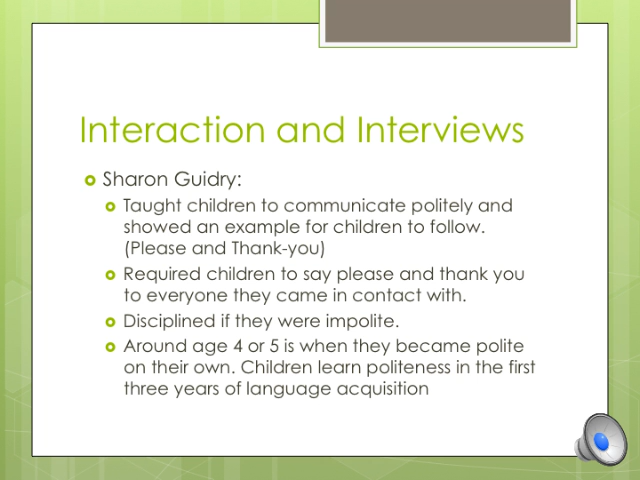 Interaction and Interviews
Sharon Guidry:
Taught children to communicate politely and
showed an example for children to follow.
(Please and Thank-you)
Required children to say please and thank you
to everyone they came in contact with.
Disciplined if they were impolite.
Around age 4 or 5 is when they became polite
on their own. Children learn politeness in the first
three years of language acquisition